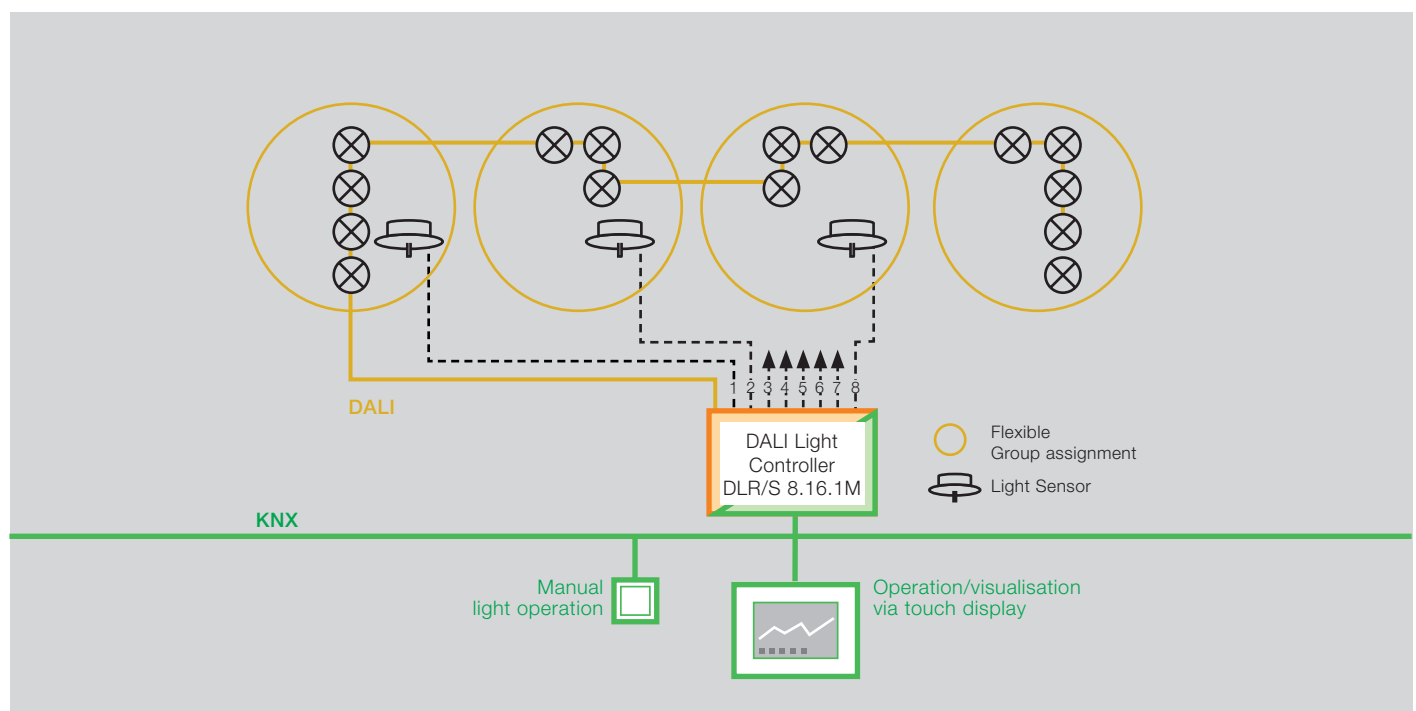 1 2 3 4 5 6 7 8
DALI
DALI Light
Controller
DLR/S 8.16.1M
Flexible
Group assignment
Light Sensor
KNX
Manual
light operation
Operation/visualisation
via touch display